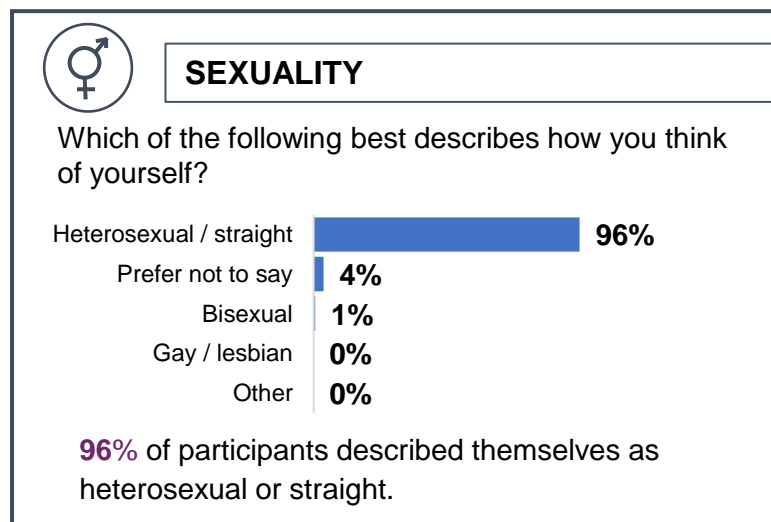 SEXUALITY
Which of the following best describes how you think
of yourself?
Heterosexual / straight 96%
Prefer not to say 4%
Bisexual 1%
Gay / lesbian 0%
Other 0%
96% of participants described themselves as
heterosexual or straight.